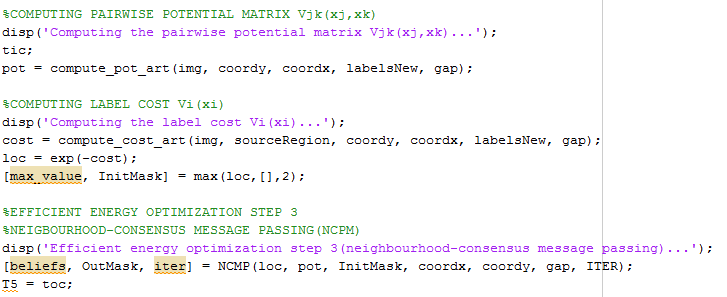 %COMPUTING PAIRWISE POTENTIAL MATRIX Vjk(xj,xk)
disp('Computing the pairwise potential matrix Vjk(xj,xk)...');
tic;
pot = compute_pot_art(img, coordy, coordx, labelsNew, gap);
%COMPUTING LABEL COST Vi(xi)
disp('Computing the label cost Vi(xi)...');
cost = compute_cost_art(img, sourceRegion, coordy, coordx, labelsNew, gap);
loc = exp(-cost);
[max_value, InitMask] = max(loc,[],2);
%EFFICIENT ENERGY OPTIMIZATION STEP 3
%NEIGBOURHOOD-CONSENSUS MESSAGE PASSING(NCPM)
disp('Efficient energy optimization step 3(neighbourhood-consensus message passing)...');
[beliefs, OutMask, iter] = NCMP(loc, pot, InitMask, coordx, coordy, gap, ITER);
T5 = toc;